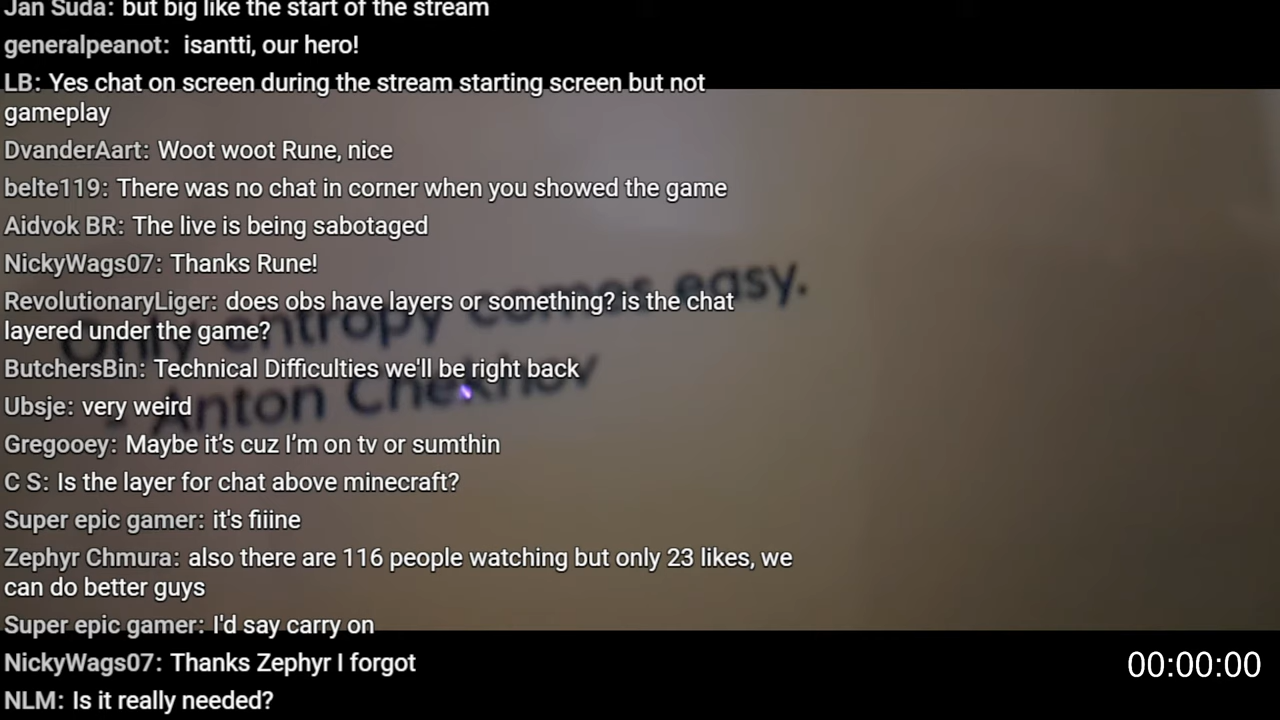 Jan Suda: but big like the start of the stream
generalpeanot: isantti, our hero!
LB: Yes chat on screen during the stream starting screen but not
gameplay
DvanderAart: Woot woot Rune, nice
belte119: There was no chat in corner when you showed the game
Aidvok BR: The live is being sabotaged
NickyWags07: Thanks Rune!
RevolutionaryLiger: does obs have layers or something? is the chat
layered under the game?
ButchersBin: Technical Difficulties we'll be right back
Ubsje: very weird
Gregooey: Maybe it’s cuz I’m on tv or sumthin
C S: Is the layer for chat above minecraft?
Super epic gamer: it's fiiine
Zephyr Chmura: also there are 116 people watching but only 23 likes, we
can do better guys
Super epic gamer: I'd say carry on
NickyWags07: Thanks Zephyr I forgot
NLM: Is it really needed?
Only entropy comes easy.
- Anton Chekhov
00:00:00